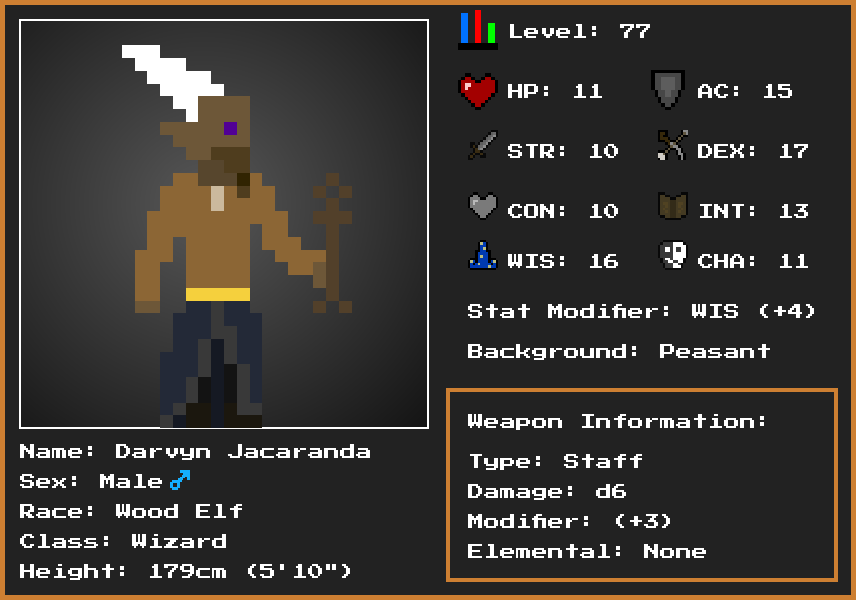 Level: 77
HP: 11
AC: 15
STR: 10
DEX: 17
CON: 10
INT: 13
WIS: 16
CHA: 11
Stat Modifier: WIS (+4)
Background: Peasant
Weapon Information:
Type: Staff
Damage: d6
Modifier: (+3)
Elemental: None
Name: Darvyn Jacaranda
Sex: Male♂
Race: Wood Elf
Class: Wizard
Height: 179cm (5'10")